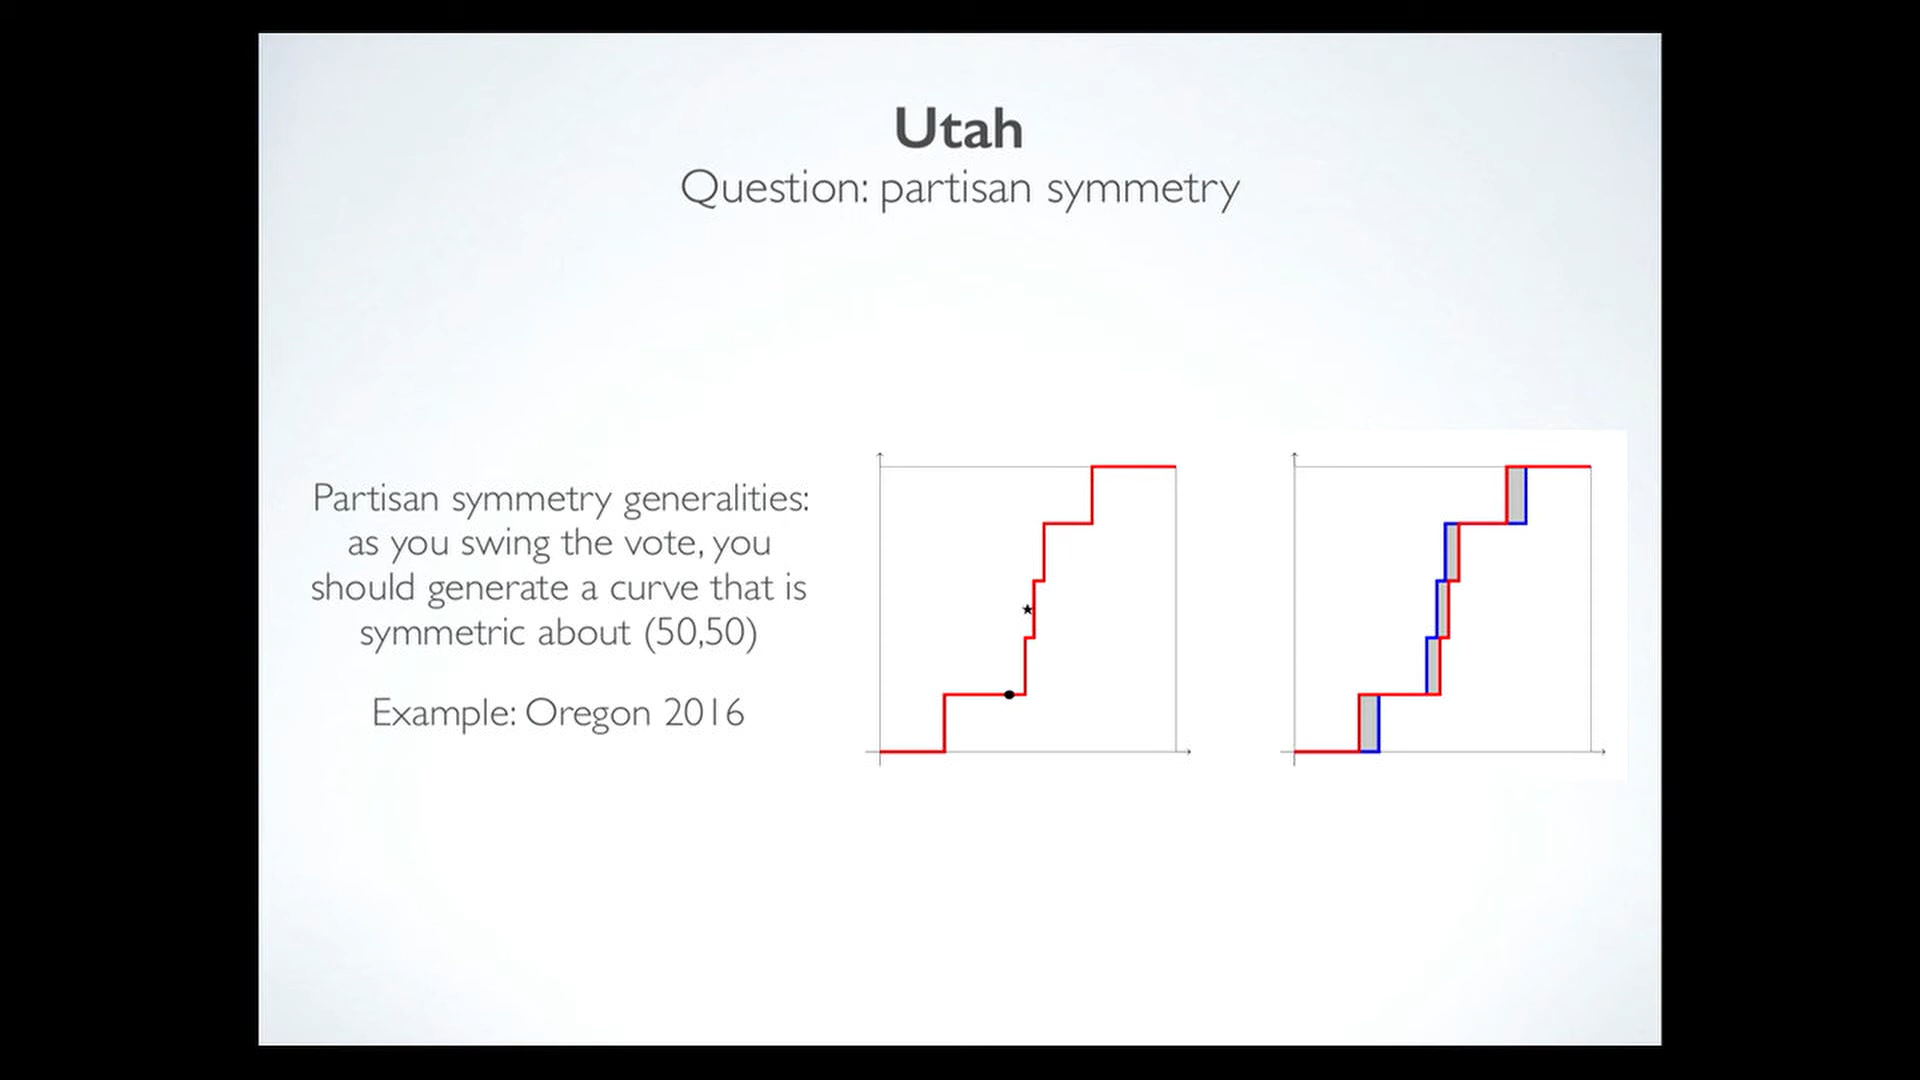 Utah
Question: partisan symmetry
Partisan symmetry generalities:
as you swing the vote, you
should generate a curve that is
symmetric about (50,50)
Example: Oregon 2016